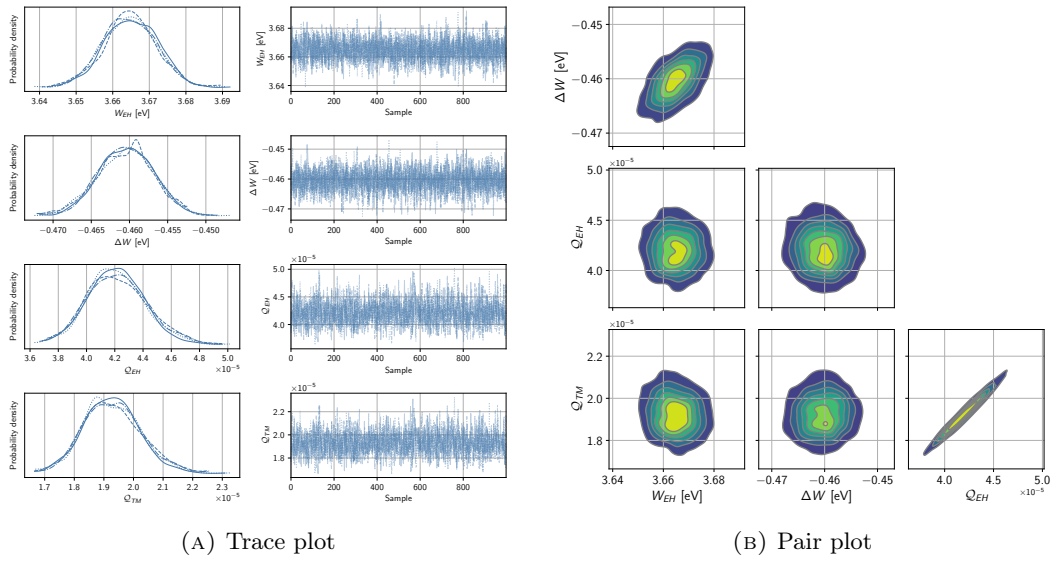 Probability density
3.64 3.65 3.66 3.67 3.68 3.69
W_EH [eV]
W_EH [eV]
3.68
3.66
3.64
0 200 400 600 800
Sample
Probability density
−0.470 −0.465 −0.460 −0.455 −0.450
ΔW [eV]
ΔW [eV]
−0.45
−0.46
−0.47
0 200 400 600 800
Sample
Probability density
3.6 3.8 4.0 4.2 4.4 4.6 4.8 5.0
×10⁻⁵
𝒬_EH
×10⁻⁵
𝒬_EH
5.0
4.5
4.0
0 200 400 600 800
Sample
Probability density
1.7 1.8 1.9 2.0 2.1 2.2 2.3
×10⁻⁵
𝒬_TM
×10⁻⁵
𝒬_TM
2.2
2.0
1.8
0 200 400 600 800
Sample
(A) Trace plot
ΔW [eV]
−0.45
−0.46
−0.47
×10⁻⁵
𝒬_EH
5.0
4.5
4.0
×10⁻⁵
𝒬_TM
2.2
2.0
1.8
3.64 3.66 3.68
W_EH [eV]
−0.47 −0.46 −0.45
ΔW [eV]
4.0 4.5 5.0
×10⁻⁵
𝒬_EH
(B) Pair plot